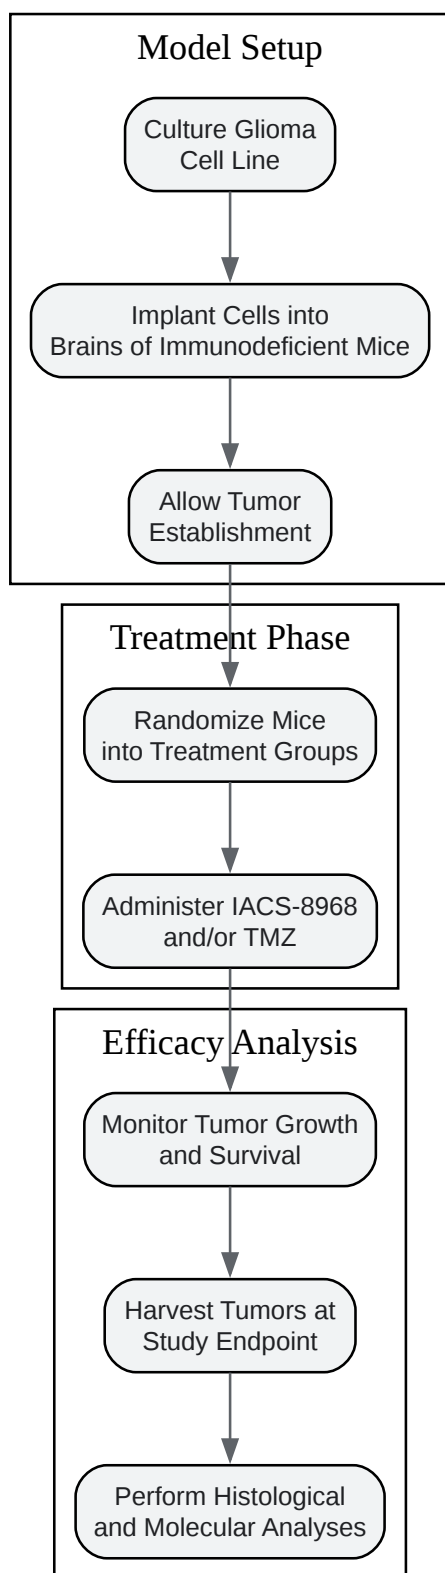 Model Setup
Culture Glioma
Cell Line
Implant Cells into
Brains of Immunodeficient Mice
Allow Tumor
Establishment
Treatment Phase
Randomize Mice
into Treatment Groups
Administer IACS-8968
and/or TMZ
Efficacy Analysis
Monitor Tumor Growth
and Survival
Harvest Tumors at
Study Endpoint
Perform Histological
and Molecular Analyses